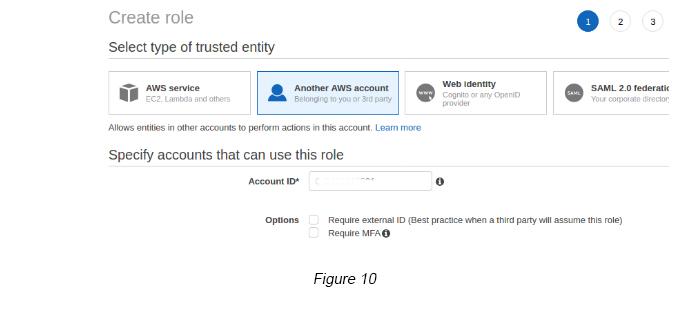 Create role
1 2 3
Select type of trusted entity
AWS service
EC2, Lambda and others
Another AWS account
Belonging to you or 3rd party
WWW
Web identity
Cognito or any OpenID
provider
SAML
SAML 2.0 federatio
Your corporate directory
Allows entities in other accounts to perform actions in this account. Learn more
Specify accounts that can use this role
Account ID*
Options
Require external ID (Best practice when a third party will assume this role)
Require MFA
Figure 10